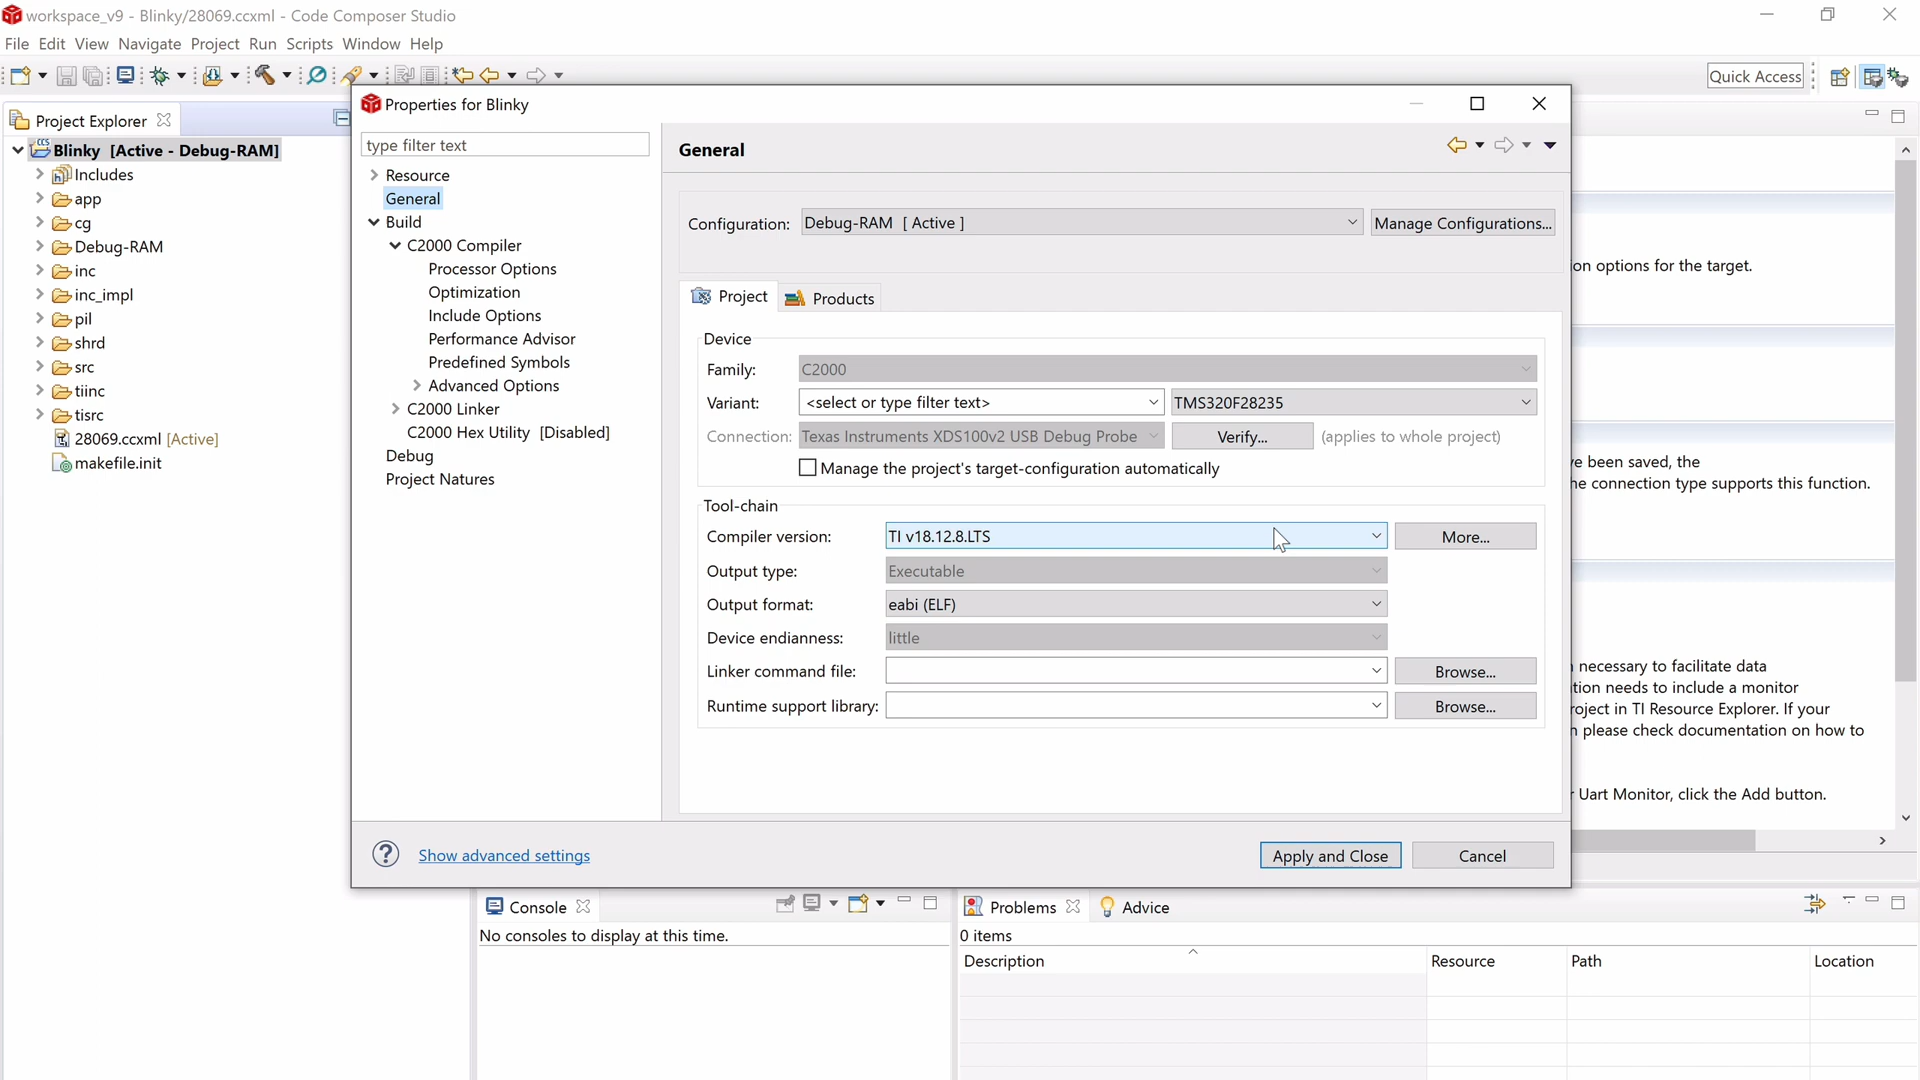 workspace_v9 - Blinky/28069.ccxml - Code Composer Studio
File Edit View Navigate Project Run Scripts Window Help
Quick Access
Project Explorer
Blinky [Active - Debug-RAM]
Includes
app
cg
Debug-RAM
inc
inc_impl
pil
shrd
src
tiinc
tisrc
28069.ccxml [Active]
makefile.init
Properties for Blinky
type filter text
Resource
General
Build
C2000 Compiler
Processor Options
Optimization
Include Options
Performance Advisor
Predefined Symbols
Advanced Options
C2000 Linker
C2000 Hex Utility [Disabled]
Debug
Project Natures
General
Configuration: Debug-RAM [ Active ] Manage Configurations...
Project Products
Device
Family: C2000
Variant: <select or type filter text> TMS320F28235
Connection: Texas Instruments XDS100v2 USB Debug Probe Verify... (applies to whole project)
Manage the project's target-configuration automatically
Tool-chain
Compiler version: TI v18.12.8.LTS More...
Output type: Executable
Output format: eabi (ELF)
Device endianness: little
Linker command file: Browse...
Runtime support library: Browse...
Show advanced settings
Apply and Close Cancel
on options for the target.
ve been saved, the
he connection type supports this function.
necessary to facilitate data
tion needs to include a monitor
roject in TI Resource Explorer. If your
please check documentation on how to
Uart Monitor, click the Add button.
Console
No consoles to display at this time.
Problems Advice
0 items
Description Resource Path Location